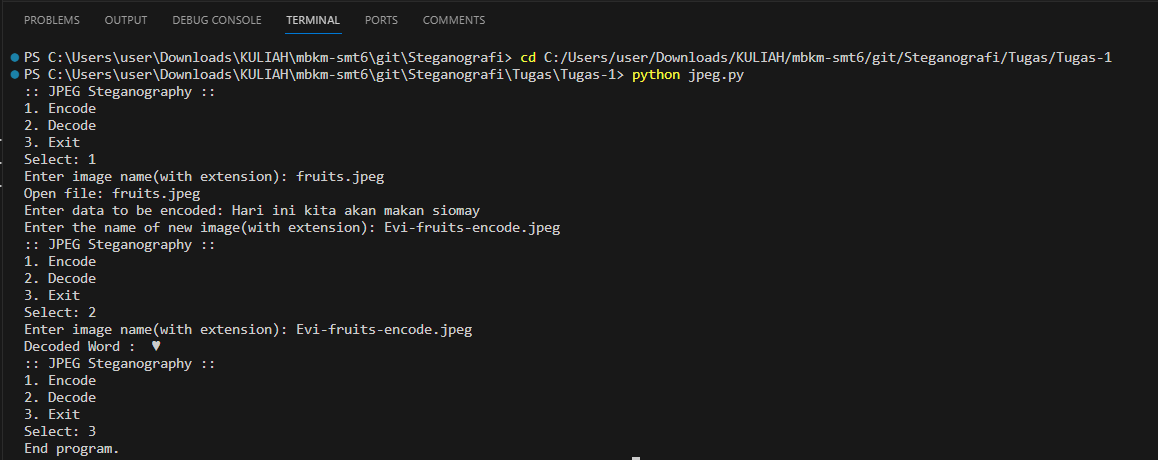 PROBLEMS OUTPUT DEBUG CONSOLE TERMINAL PORTS COMMENTS
PS C:\Users\user\Downloads\KULIAH\mbkm-smt6\git\Steganografi> cd C:/Users/user/Downloads/KULIAH/mbkm-smt6/git/Steganografi/Tugas/Tugas-1
PS C:\Users\user\Downloads\KULIAH\mbkm-smt6\git\Steganografi\Tugas\Tugas-1> python jpeg.py
:: JPEG Steganography ::
1. Encode
2. Decode
3. Exit
Select: 1
Enter image name(with extension): fruits.jpeg
Open file: fruits.jpeg
Enter data to be encoded: Hari ini kita akan makan siomay
Enter the name of new image(with extension): Evi-fruits-encode.jpeg
:: JPEG Steganography ::
1. Encode
2. Decode
3. Exit
Select: 2
Enter image name(with extension): Evi-fruits-encode.jpeg
Decoded Word :  ♥
:: JPEG Steganography ::
1. Encode
2. Decode
3. Exit
Select: 3
End program.